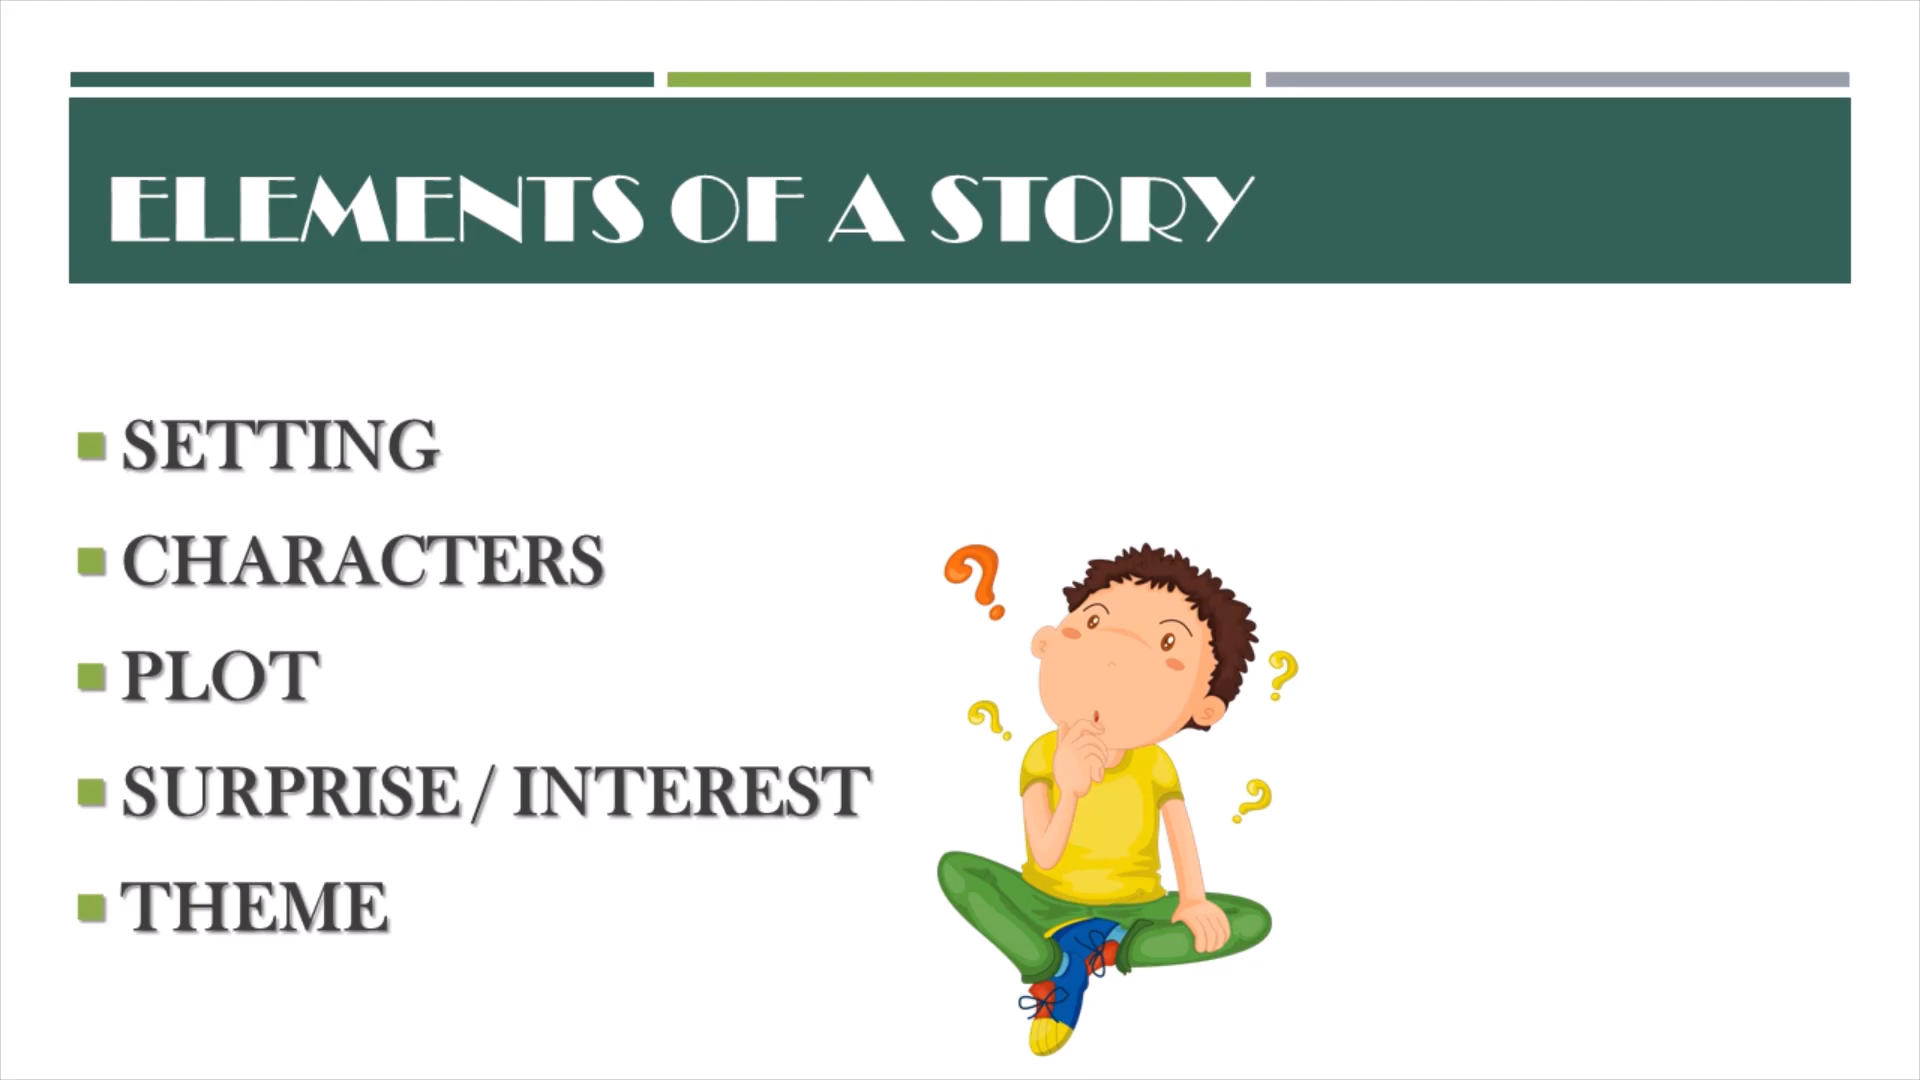 ELEMENTS OF A STORY
SETTING
CHARACTERS
PLOT
SURPRISE / INTEREST
THEME